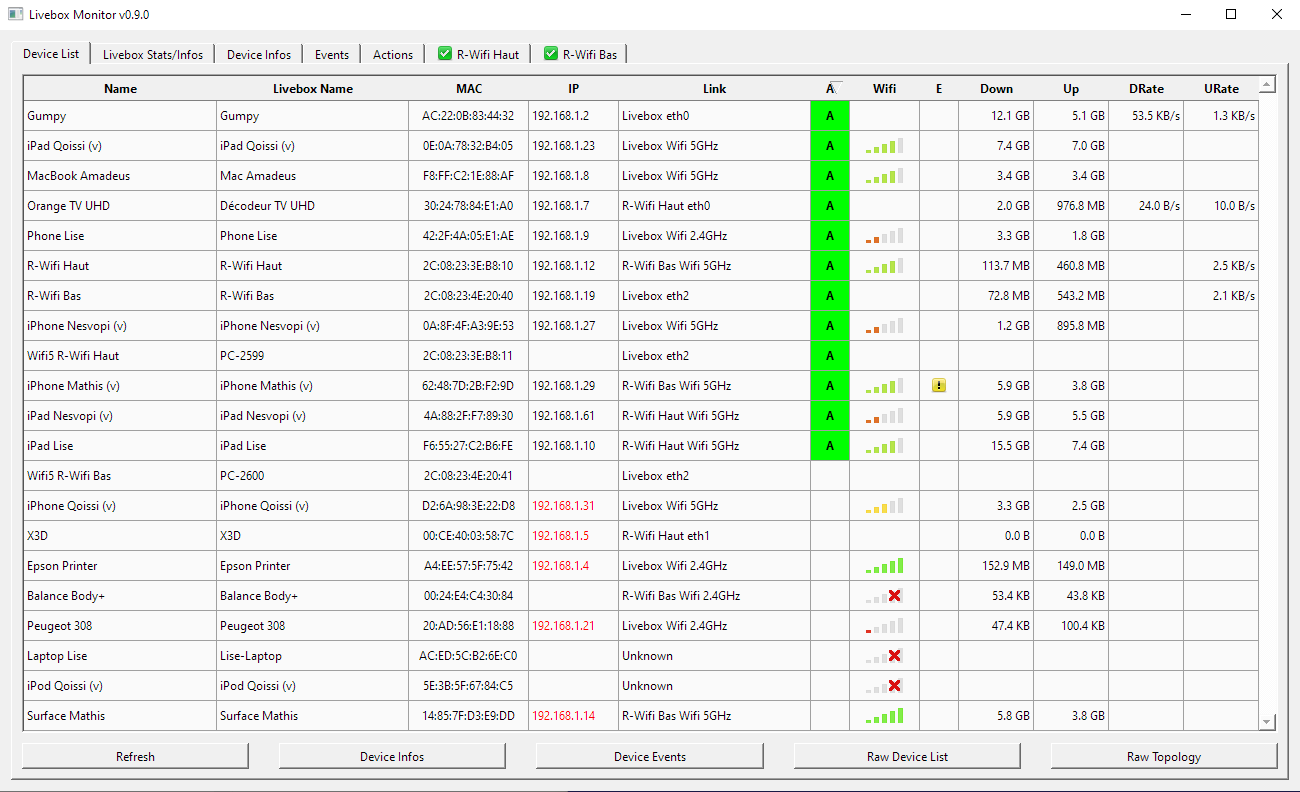 Livebox Monitor v0.9.0
Device List Livebox Stats/Infos Device Infos Events Actions R-Wifi Haut R-Wifi Bas
Name Livebox Name MAC IP Link A Wifi E Down Up DRate URate
Gumpy Gumpy AC:22:0B:83:44:32 192.168.1.2 Livebox eth0 A 12.1 GB 5.1 GB 53.5 KB/s 1.3 KB/s
iPad Qoissi (v) iPad Qoissi (v) 0E:0A:78:32:B4:05 192.168.1.23 Livebox Wifi 5GHz A 7.4 GB 7.0 GB
MacBook Amadeus Mac Amadeus F8:FF:C2:1E:88:AF 192.168.1.8 Livebox Wifi 5GHz A 3.4 GB 3.4 GB
Orange TV UHD Décodeur TV UHD 30:24:78:84:E1:A0 192.168.1.7 R-Wifi Haut eth0 A 2.0 GB 976.8 MB 24.0 B/s 10.0 B/s
Phone Lise Phone Lise 42:2F:4A:05:E1:AE 192.168.1.9 Livebox Wifi 2.4GHz A 3.3 GB 1.8 GB
R-Wifi Haut R-Wifi Haut 2C:08:23:3E:B8:10 192.168.1.12 R-Wifi Bas Wifi 5GHz A 113.7 MB 460.8 MB 2.5 KB/s
R-Wifi Bas R-Wifi Bas 2C:08:23:4E:20:40 192.168.1.19 Livebox eth2 A 72.8 MB 543.2 MB 2.1 KB/s
iPhone Nesvopi (v) iPhone Nesvopi (v) 0A:8F:4F:A3:9E:53 192.168.1.27 Livebox Wifi 5GHz A 1.2 GB 895.8 MB
Wifi5 R-Wifi Haut PC-2599 2C:08:23:3E:B8:11 Livebox eth2 A
iPhone Mathis (v) iPhone Mathis (v) 62:48:7D:2B:F2:9D 192.168.1.29 R-Wifi Bas Wifi 5GHz A ! 5.9 GB 3.8 GB
iPad Nesvopi (v) iPad Nesvopi (v) 4A:88:2F:F7:89:30 192.168.1.61 R-Wifi Haut Wifi 5GHz A 5.9 GB 5.5 GB
iPad Lise iPad Lise F6:55:27:C2:B6:FE 192.168.1.10 R-Wifi Haut Wifi 5GHz A 15.5 GB 7.4 GB
Wifi5 R-Wifi Bas PC-2600 2C:08:23:4E:20:41 Livebox eth2
iPhone Qoissi (v) iPhone Qoissi (v) D2:6A:98:3E:22:D8 192.168.1.31 Livebox Wifi 5GHz 3.3 GB 2.5 GB
X3D X3D 00:CE:40:03:58:7C 192.168.1.5 R-Wifi Haut eth1 0.0 B 0.0 B
Epson Printer Epson Printer A4:EE:57:5F:75:42 192.168.1.4 Livebox Wifi 2.4GHz 152.9 MB 149.0 MB
Balance Body+ Balance Body+ 00:24:E4:C4:30:84 R-Wifi Bas Wifi 2.4GHz 53.4 KB 43.8 KB
Peugeot 308 Peugeot 308 20:AD:56:E1:18:88 192.168.1.21 Livebox Wifi 2.4GHz 47.4 KB 100.4 KB
Laptop Lise Lise-Laptop AC:ED:5C:B2:6E:C0 Unknown
iPod Qoissi (v) iPod Qoissi (v) 5E:3B:5F:67:84:C5 Unknown
Surface Mathis Surface Mathis 14:85:7F:D3:E9:DD 192.168.1.14 R-Wifi Bas Wifi 5GHz 5.8 GB 3.8 GB
Refresh Device Infos Device Events Raw Device List Raw Topology